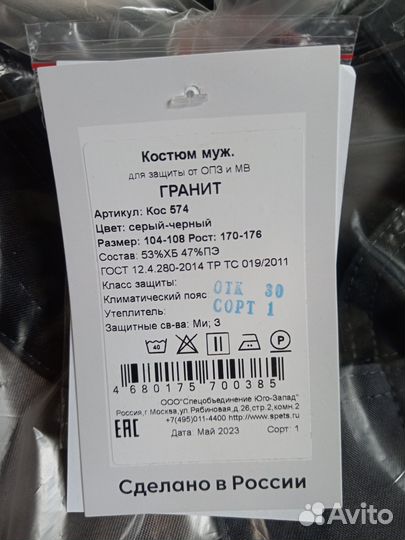 Костюм муж.
для защиты от ОПЗ и МВ
ГРАНИТ
Артикул: Кос 574
Цвет: серый-черный
Размер: 104-108 Рост: 170-176
Состав: 53%ХБ 47%ПЭ
ГОСТ 12.4.280-2014 ТР ТС 019/2011
Класс защиты:
Климатический пояс
Утеплитель:
ОТК 30
СОРТ 1
Защитные св-ва: Ми; З
40 P
4 680175 700385
ООО"Спецобъединение Юго-Запад"
Россия,г Москва,ул.Рябиновая,д.26,стр.2,комн.2
+7(495)011-4400 http://www.spets.ru
EAC
Дата: Май 2023 Сорт: 1
Сделано в России
Avito